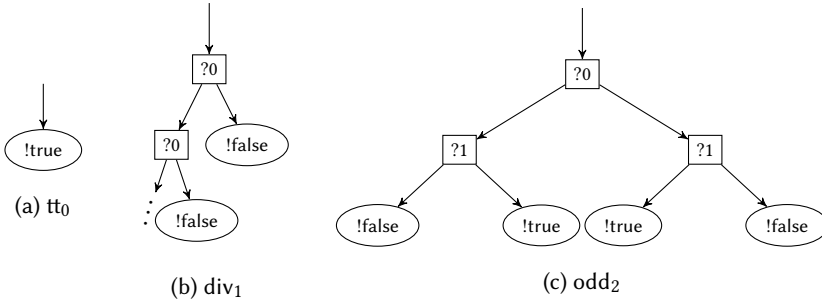 ?0
?0
?0
!false
?1
?1
!true
!false
!false
!true
!true
!false
(a) tt₀
(b) div₁
(c) odd₂